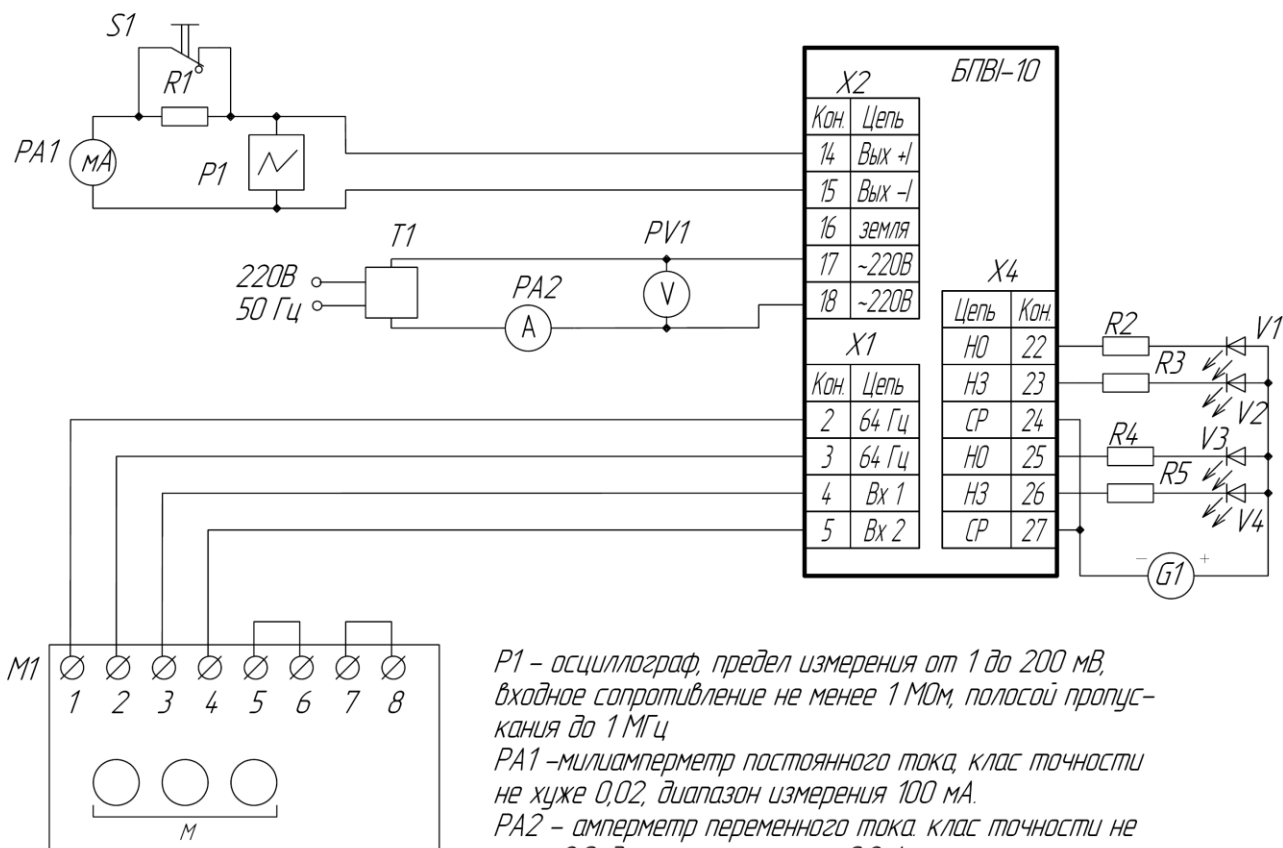 S1
R1
PA1
мА
P1
T1
220В
50 Гц
PA2
А
PV1
V
БПВI-10
X2
Кон. Цепь
14 Вых +I
15 Вых -I
16 земля
17 ~220В
18 ~220В
X1
Кон. Цепь
2 64 Гц
3 64 Гц
4 Вх 1
5 Вх 2
X4
Цепь Кон.
НО 22
НЗ 23
СР 24
НО 25
НЗ 26
СР 27
R2
V1
R3
V2
R4
V3
R5
V4
- +
G1
M1
1 2 3 4 5 6 7 8
М
P1 – осциллограф, предел измерения от 1 до 200 мВ,
входное сопротивление не менее 1 МОм, полосой пропус-
кания до 1 МГц
PA1 –милиамперметр постоянного тока, клас точности
не хуже 0,02, диапазон измерения 100 мА.
PA2 – амперметр переменного тока. клас точности не